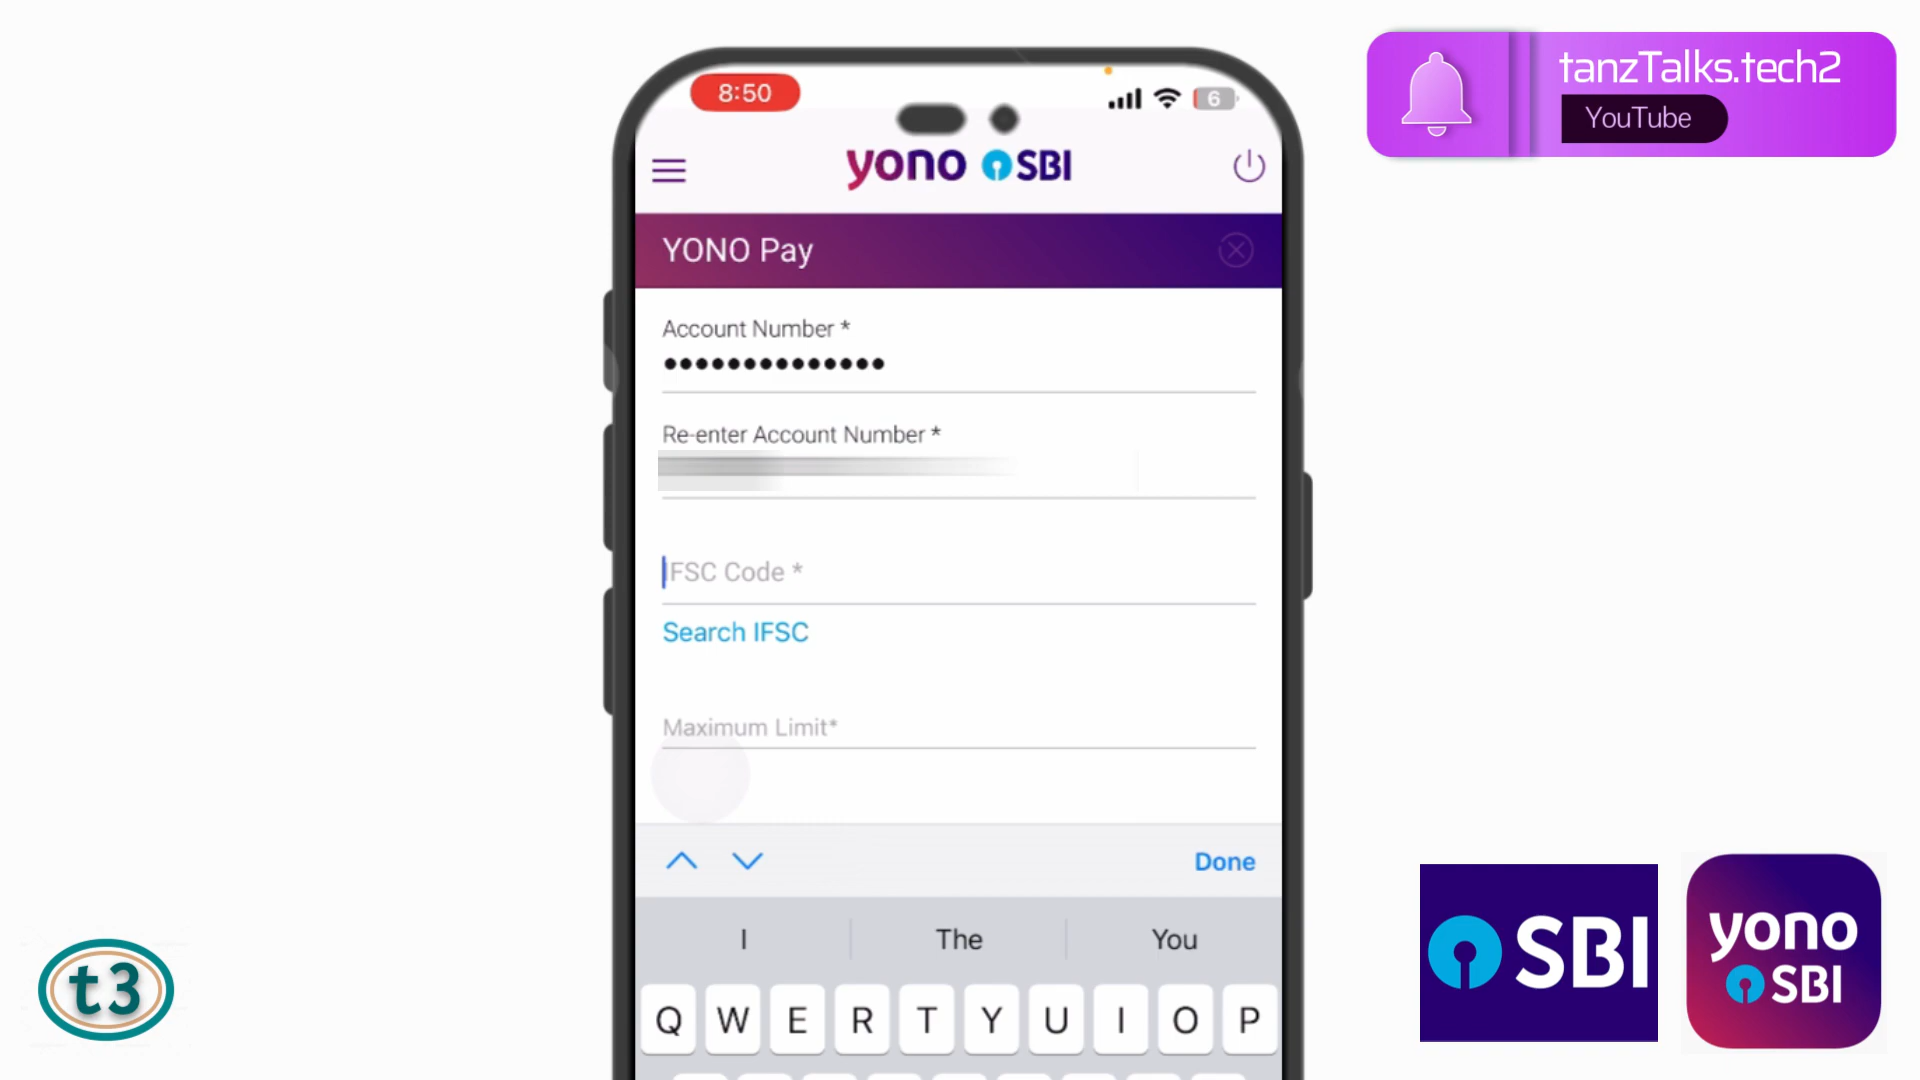 8:50
6
yono SBI
YONO Pay
Account Number *
••••••••••••••
Re-enter Account Number *
IFSC Code *
Search IFSC
Maximum Limit*
Done
I The You
Q W E R T Y U I O P
tanzTalks.tech2
YouTube
t3
SBI
yono
SBI